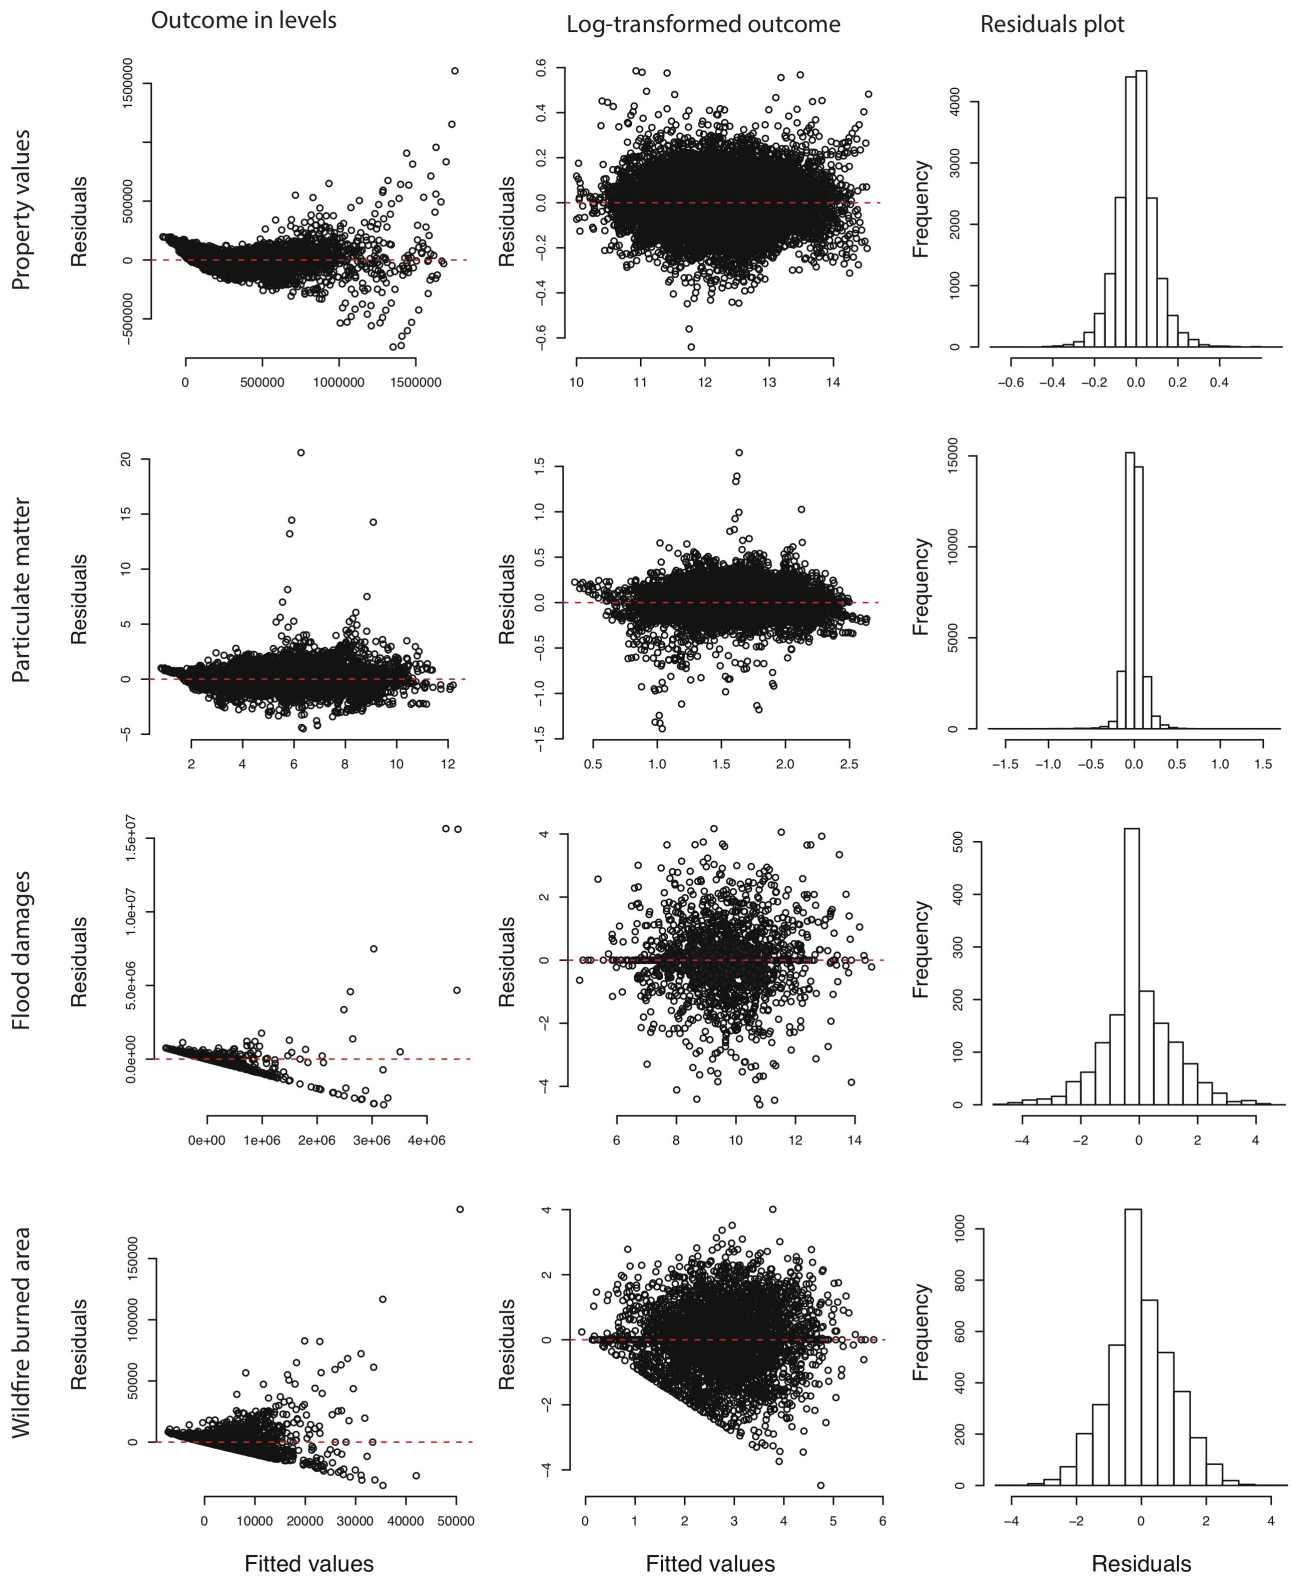 Outcome in levels
Log-transformed outcome
Residuals plot
Property values
Residuals
−500000 0 500000 1500000
0 500000 1000000 1500000
Residuals
−0.6 −0.4 −0.2 0.0 0.2 0.4 0.6
10 11 12 13 14
Frequency
0 1000 2000 3000 4000
−0.6 −0.4 −0.2 0.0 0.2 0.4
Particulate matter
Residuals
−5 0 5 10 15 20
2 4 6 8 10 12
Residuals
−1.5 −1.0 −0.5 0.0 0.5 1.0 1.5
0.5 1.0 1.5 2.0 2.5
Frequency
0 5000 10000 15000
−1.5 −1.0 −0.5 0.0 0.5 1.0 1.5
Flood damages
Residuals
0.0e+00 5.0e+06 1.0e+07 1.5e+07
0e+00 1e+06 2e+06 3e+06 4e+06
Residuals
−4 −2 0 2 4
6 8 10 12 14
Frequency
0 100 200 300 400 500
−4 −2 0 2 4
Wildfire burned area
Residuals
0 50000 100000 150000
0 10000 20000 30000 40000 50000
Fitted values
Residuals
−4 −2 0 2 4
0 1 2 3 4 5 6
Fitted values
Frequency
0 200 400 600 800 1000
−4 −2 0 2 4
Residuals